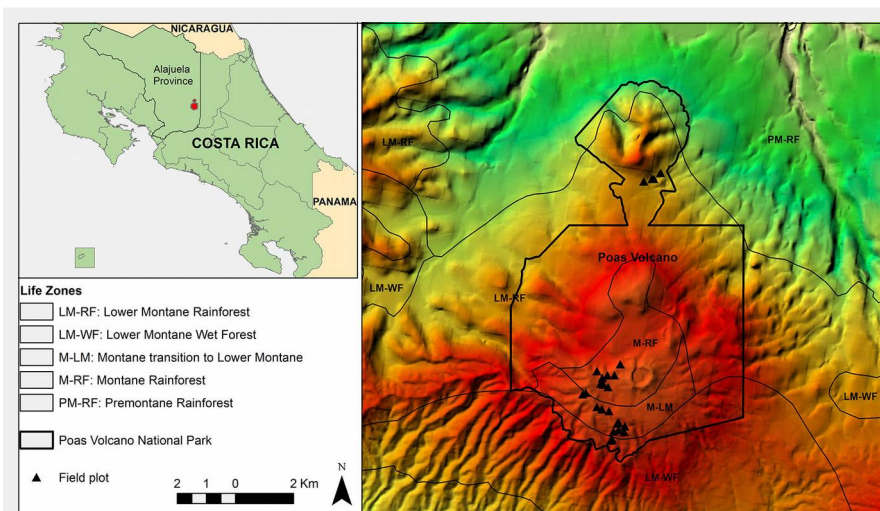 NICARAGUA
Alajuela
Province
COSTA RICA
PANAMA
Life Zones
LM-RF: Lower Montane Rainforest
LM-WF: Lower Montane Wet Forest
M-LM: Montane transition to Lower Montane
M-RF: Montane Rainforest
PM-RF: Premontane Rainforest
Poas Volcano National Park
Field plot
N
2 1 0 2 Km
LM-RF
PM-RF
Poas Volcano
LM-WF
LM-RF
M-RF
LM-WF
M-LM
LM-WF